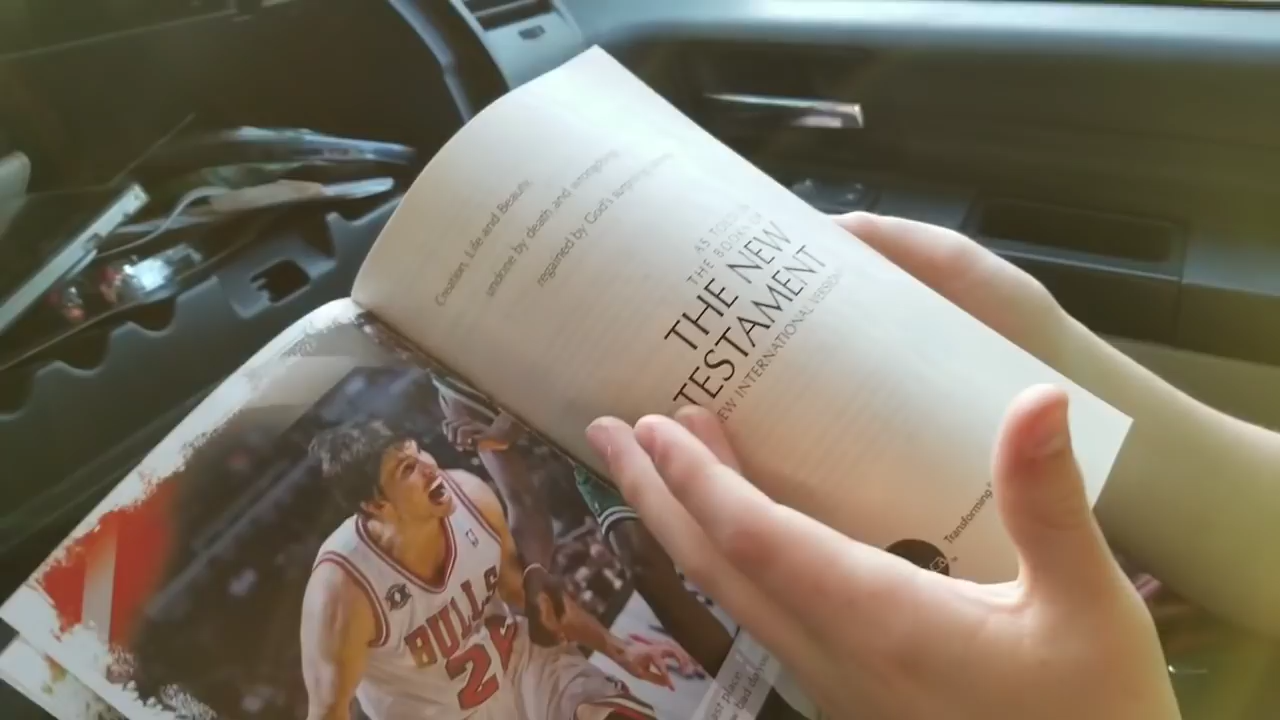 Creation, Life and Beauty,
undone by death and wrongdoing,
regained by God's surprising
AS TOLD IN
THE BOOKS OF
THE NEW
TESTAMENT
NEW INTERNATIONAL VERSION
Transforming
BULLS
2